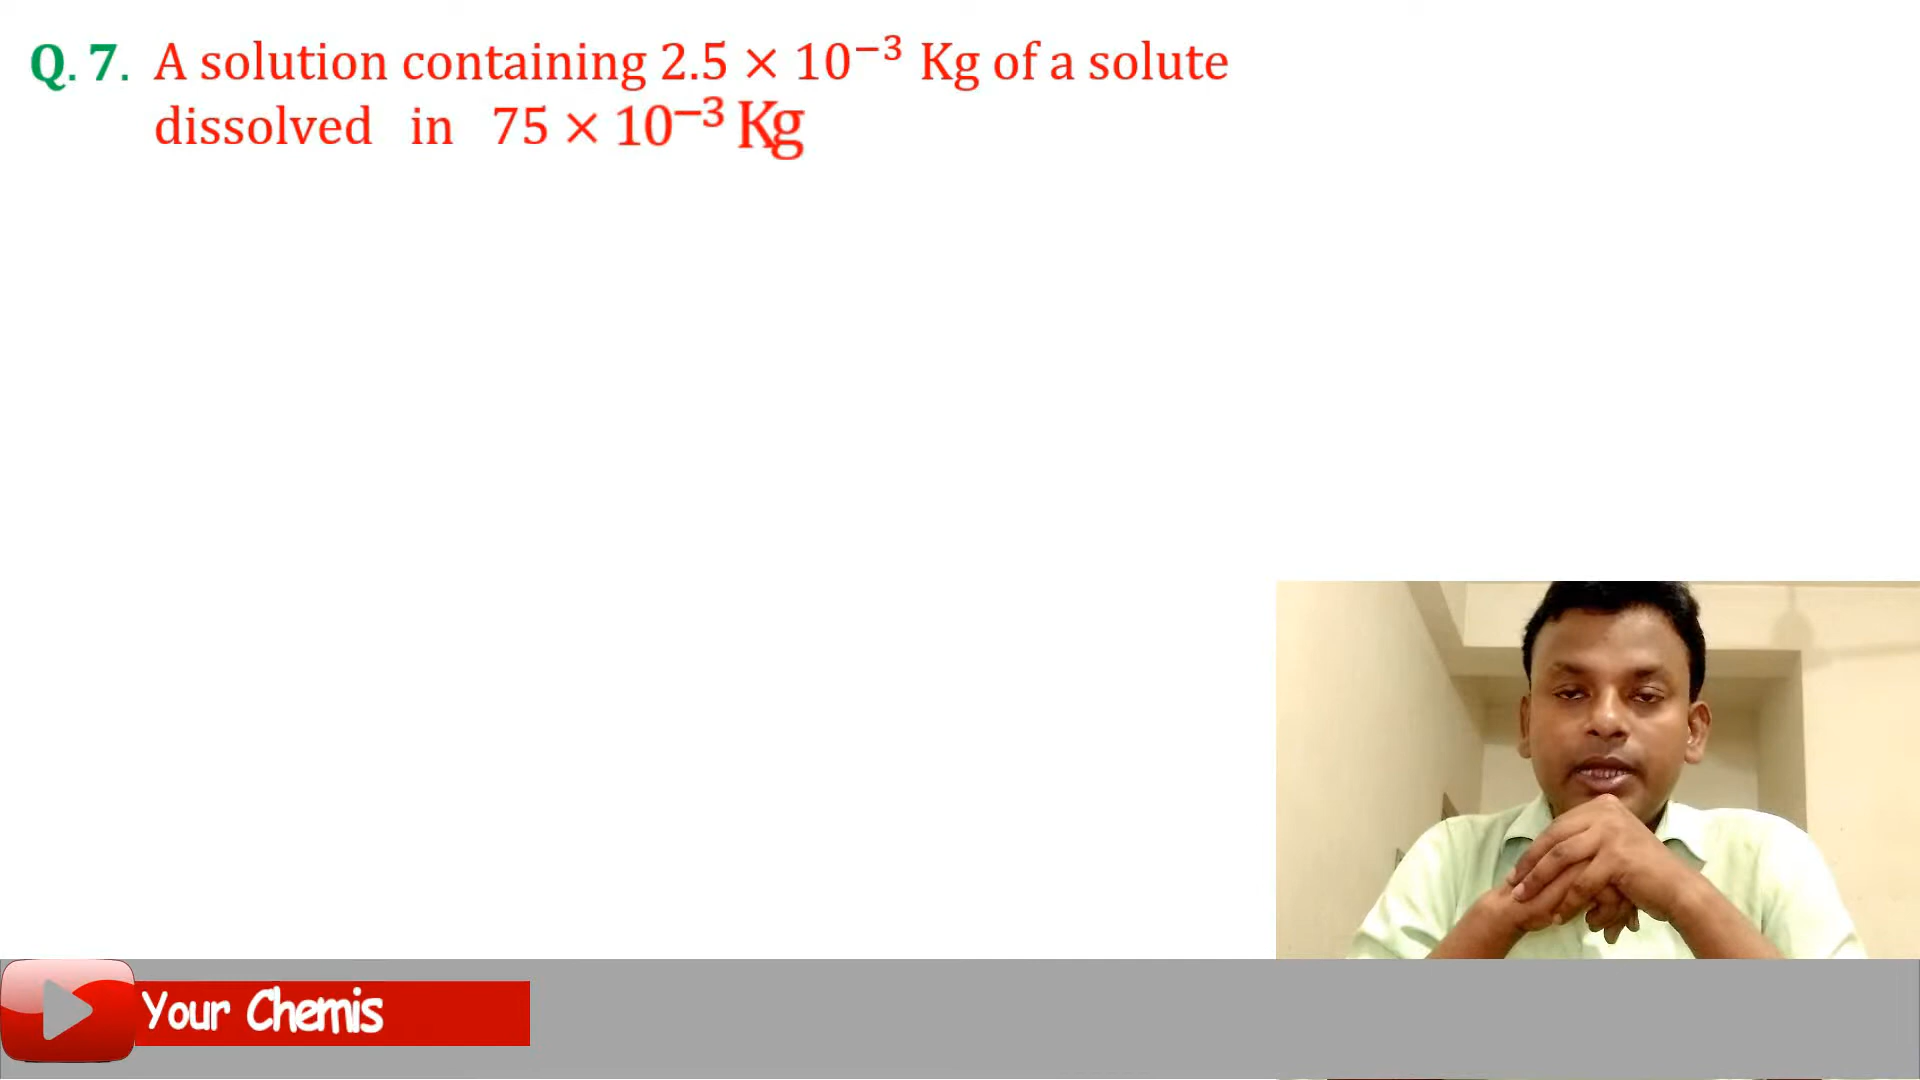 Q. 7. A solution containing 2.5 × 10⁻³ Kg of a solute
dissolved in 75 × 10⁻³ Kg
Your Chemis